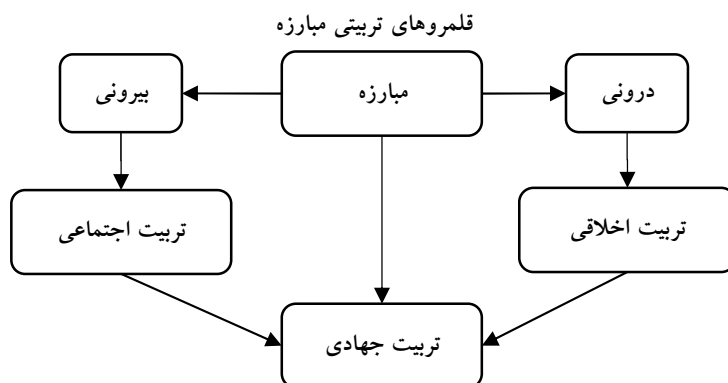 قلمروهای تربیتی مبارزه
درونی
مبارزه
بیرونی
تربیت اخلاقی
تربیت اجتماعی
تربیت جهادی